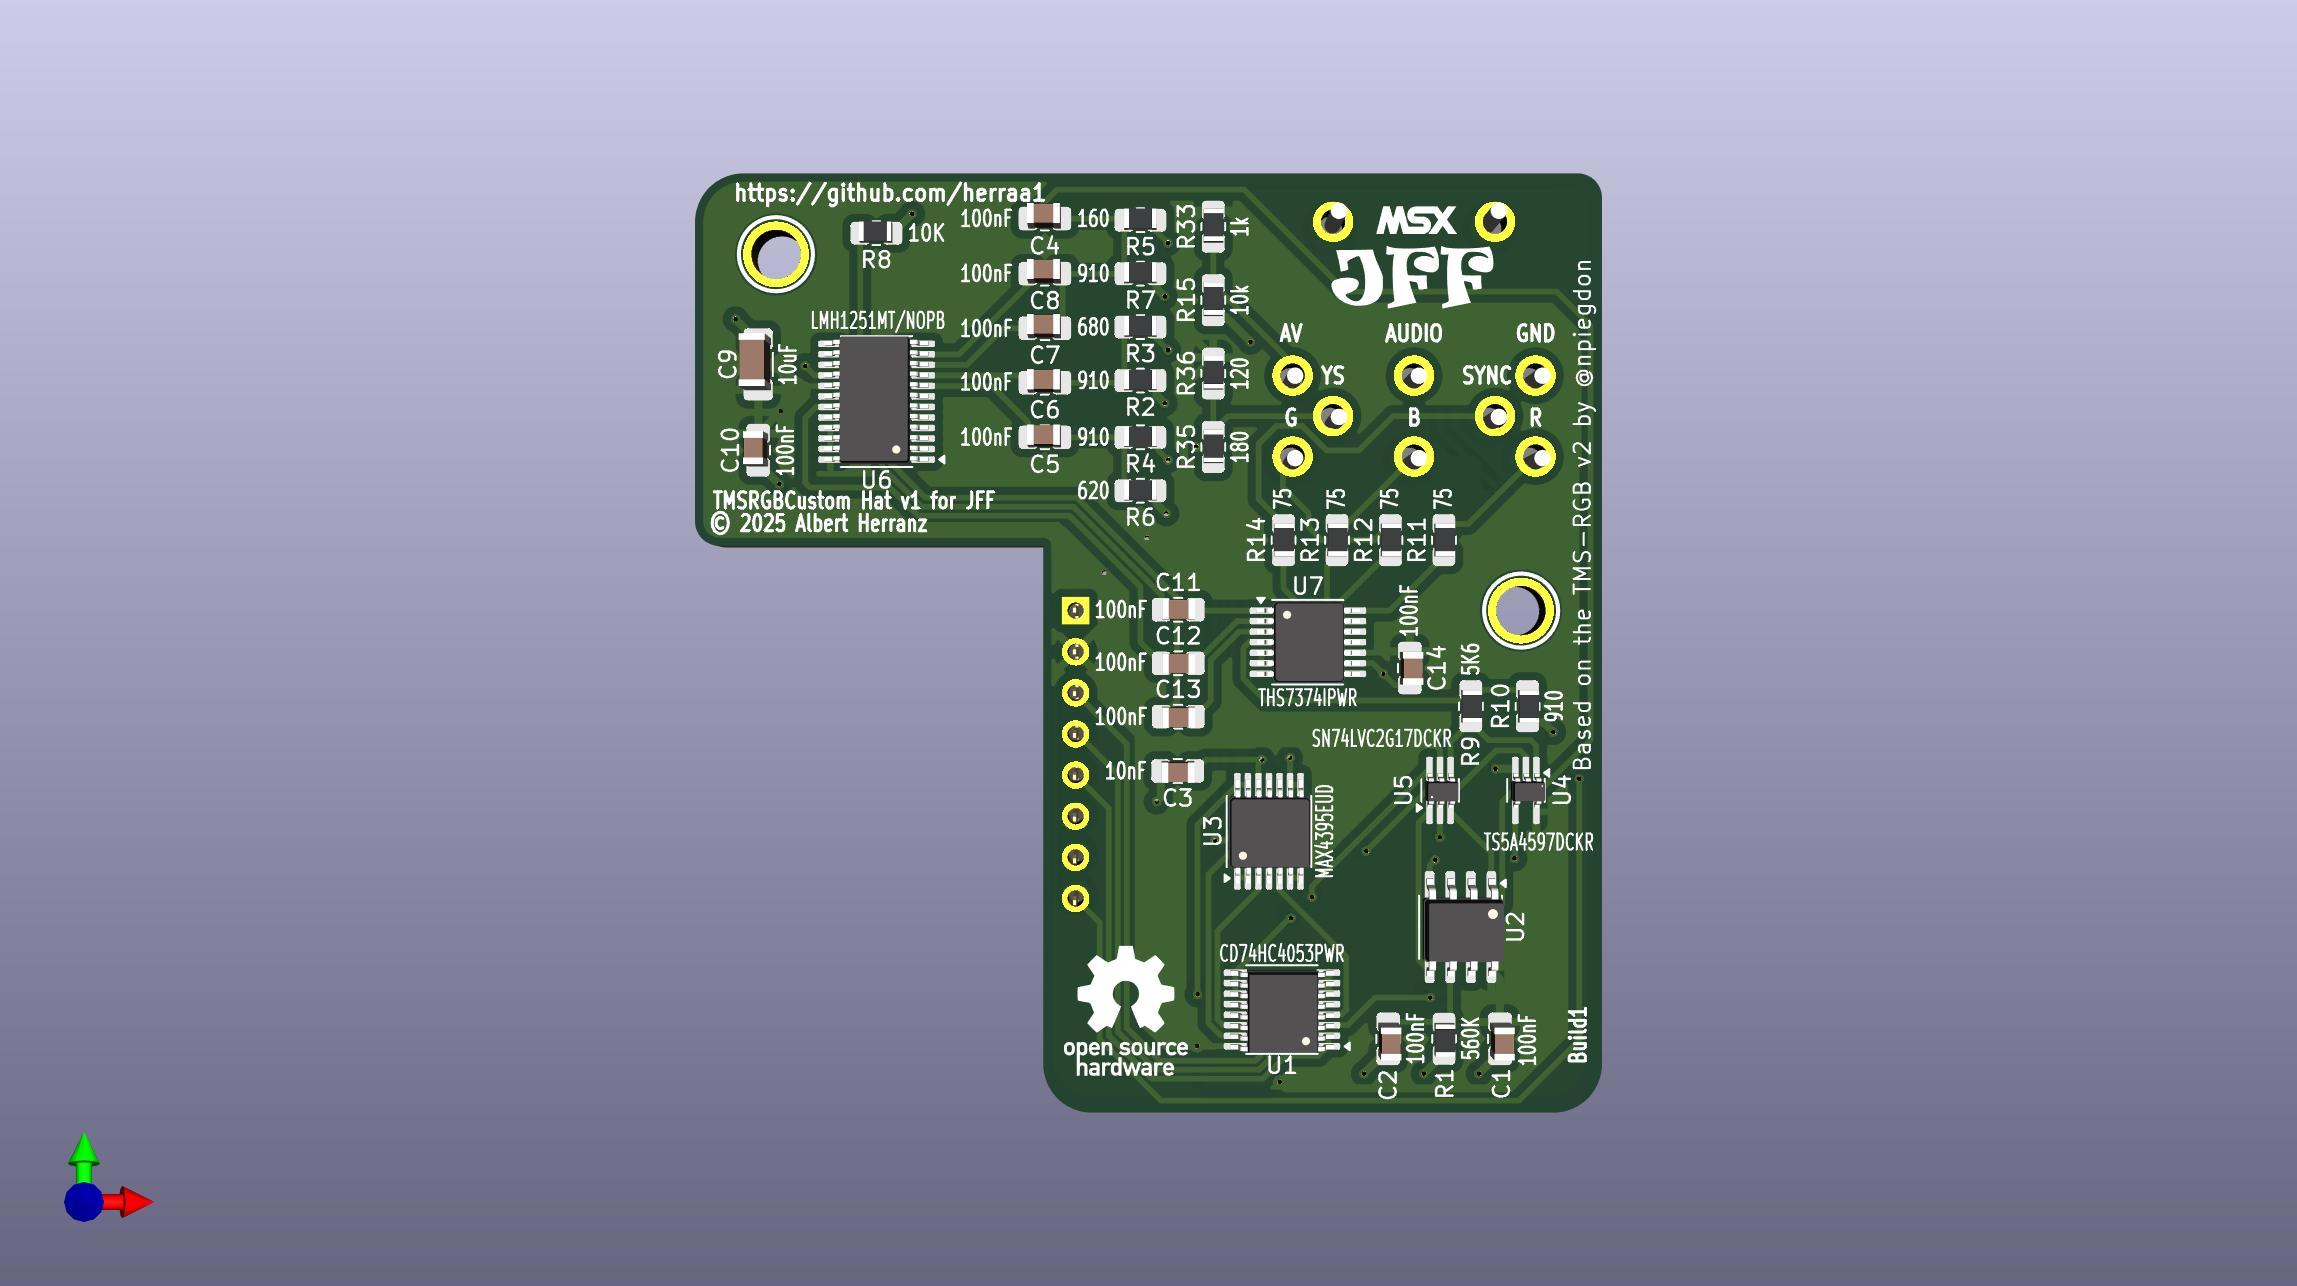 https://github.com/herraa1
10K
R8
LMH1251MT/NOPB
C9
10uF
C10
100nF
U6
TMSRGBCustom Hat v1 for JFF
© 2025 Albert Herranz
100nF
C4
160
R5
100nF
C8
910
R7
100nF
C7
680
R3
100nF
C6
910
R2
100nF
C5
910
R4
620
R6
R33
1k
R15
10k
R36
120
R35
180
MSX
JFF
AV
AUDIO
GND
YS
SYNC
G
B
R
Based on the TMS-RGB v2 by @npiegdon
R14
75
R13
75
R12
75
R11
75
C11
100nF
C12
100nF
C13
100nF
10nF
C3
U7
THS7374IPWR
100nF
C14
5K6
R9
R10
910
SN74LVC2G17DCKR
U5
U4
TS5A4597DCKR
U3
MAX4395EUD
U2
CD74HC4053PWR
U1
open source
hardware
C2
100nF
R1
560K
C1
100nF
Build1